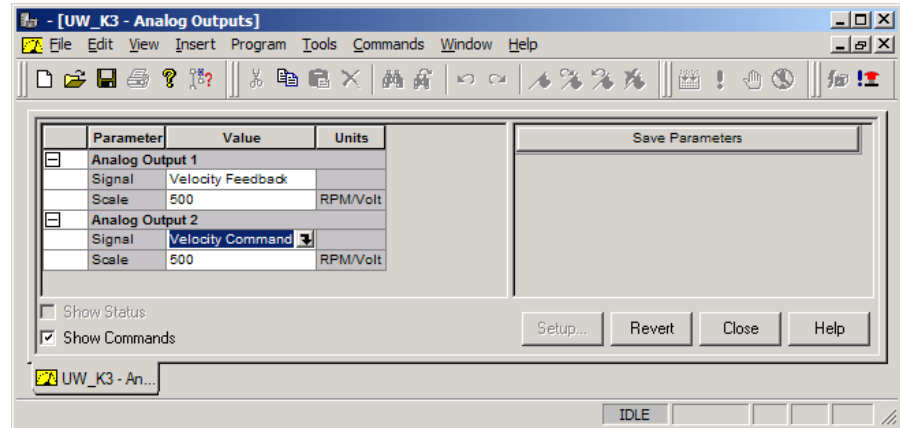 - [UW_K3 - Analog Outputs]
File Edit View Insert Program Tools Commands Window Help
Parameter Value Units
Analog Output 1
Signal Velocity Feedback
Scale 500 RPM/Volt
Analog Output 2
Signal Velocity Command
Scale 500 RPM/Volt
Save Parameters
Show Status
Show Commands
Setup... Revert Close Help
UW_K3 - An...
IDLE